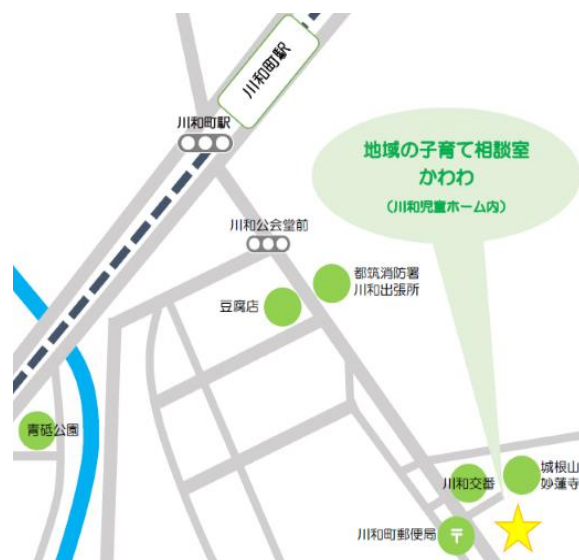 川和町駅
川和町駅
地域の子育て相談室
かわわ
(川和児童ホーム内)
川和公会堂前
都筑消防署
川和出張所
豆腐店
青砥公園
川和交番
城根山
妙蓮寺
川和町郵便局
〒